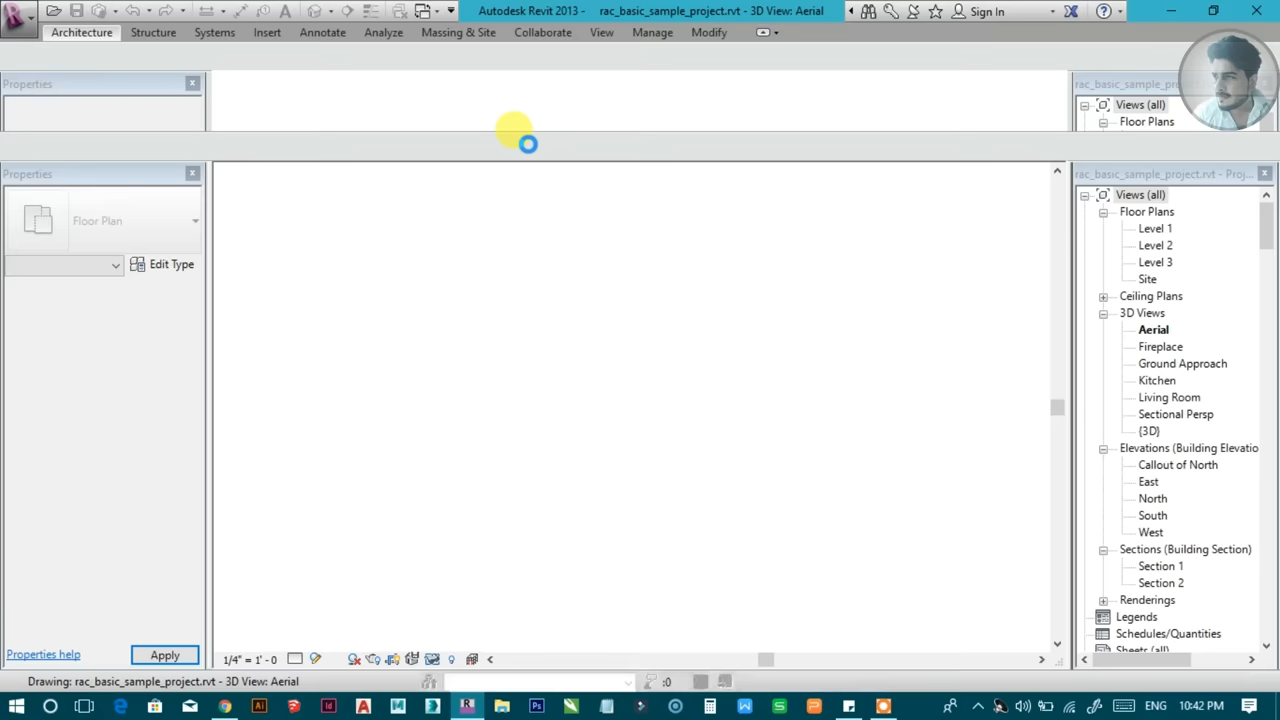 Autodesk Revit 2013 - rac_basic_sample_project.rvt - 3D View: Aerial
Sign In
Architecture Structure Systems Insert Annotate Analyze Massing & Site Collaborate View Manage Modify
Properties
rac_basic_sample_pr
Views (all)
Floor Plans
Properties
Floor Plan
Edit Type
Properties help
Apply
rac_basic_sample_project.rvt - Proj...
Views (all)
Floor Plans
Level 1
Level 2
Level 3
Site
Ceiling Plans
3D Views
Aerial
Fireplace
Ground Approach
Kitchen
Living Room
Sectional Persp
{3D}
Elevations (Building Elevatio
Callout of North
East
North
South
West
Sections (Building Section)
Section 1
Section 2
Renderings
Legends
Schedules/Quantities
Sheets (all)
1/4" = 1'-0
Drawing: rac_basic_sample_project.rvt - 3D View: Aerial
:0
10:42 PM